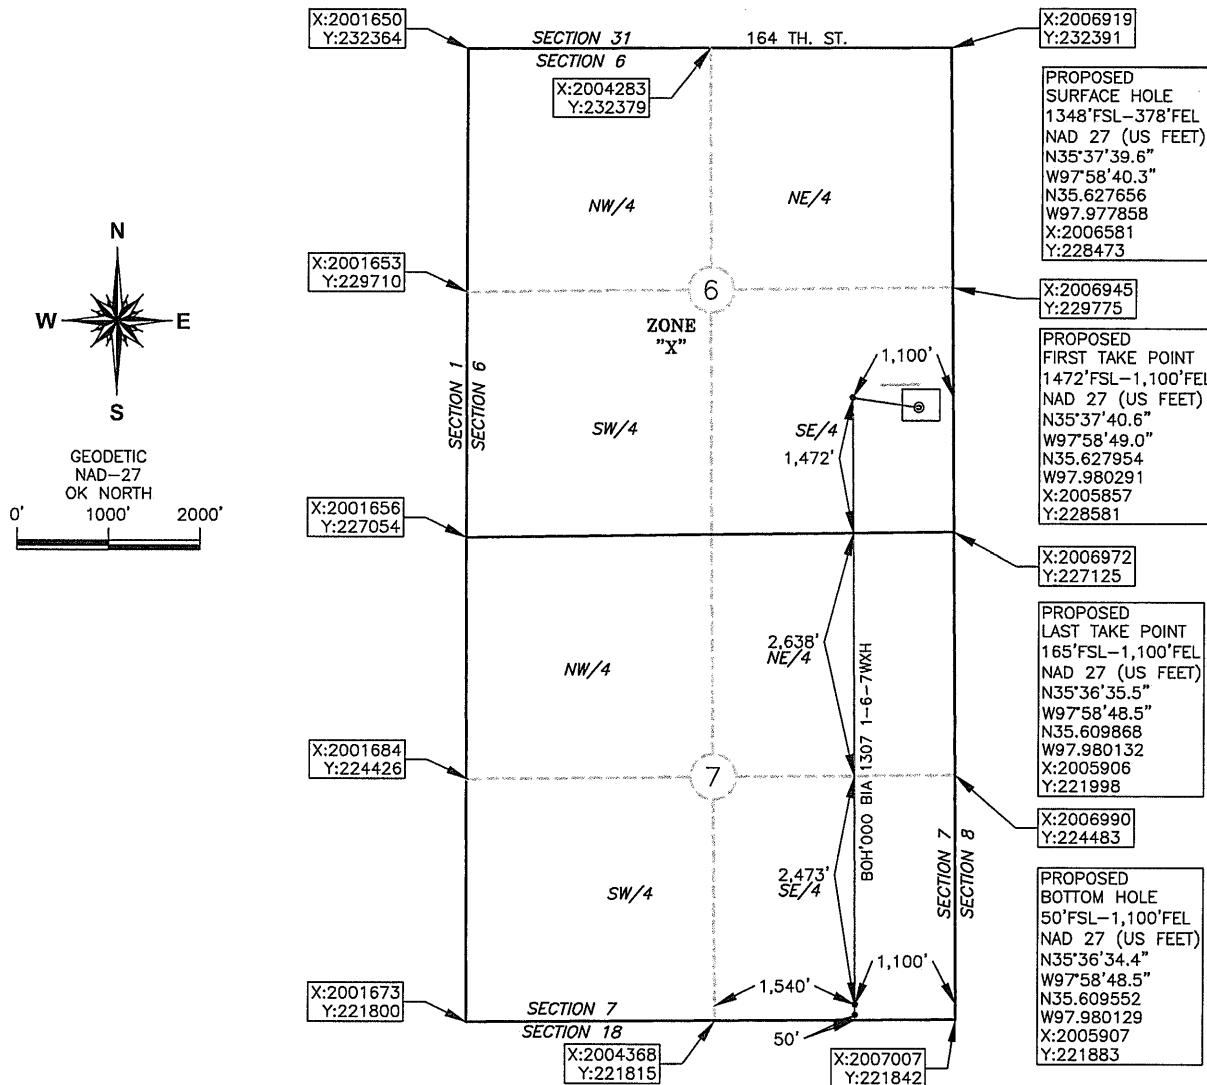 X:2001650
Y:232364
SECTION 31
164 TH. ST.
SECTION 6
X:2006919
Y:232391
X:2004283
Y:232379
PROPOSED
SURFACE HOLE
1348'FSL-378'FEL
NAD 27 (US FEET)
N35°37'39.6"
W97°58'40.3"
N35.627656
W97.977858
X:2006581
Y:228473
NW/4
NE/4
N
W
E
S
X:2001653
Y:229710
6
ZONE
"X"
X:2006945
Y:229775
PROPOSED
FIRST TAKE POINT
1472'FSL-1,100'FEL
NAD 27 (US FEET)
N35°37'40.6"
W97°58'49.0"
N35.627954
W97.980291
X:2005857
Y:228581
1,100'
SECTION 1
SECTION 6
SW/4
SE/4
1,472'
GEODETIC
NAD-27
OK NORTH
0'
1000'
2000'
X:2001656
Y:227054
X:2006972
Y:227125
PROPOSED
LAST TAKE POINT
165'FSL-1,100'FEL
NAD 27 (US FEET)
N35°36'35.5"
W97°58'48.5"
N35.609868
W97.980132
X:2005906
Y:221998
NW/4
2,638'
NE/4
BOH'000 BIA 1307 1-6-7WXH
X:2001684
Y:224426
7
X:2006990
Y:224483
SW/4
2,473'
SE/4
SECTION 7
SECTION 8
PROPOSED
BOTTOM HOLE
50'FSL-1,100'FEL
NAD 27 (US FEET)
N35°36'34.4"
W97°58'48.5"
N35.609552
W97.980129
X:2005907
Y:221883
X:2001673
Y:221800
1,540'
1,100'
SECTION 7
SECTION 18
50'
X:2004368
Y:221815
X:2007007
Y:221842